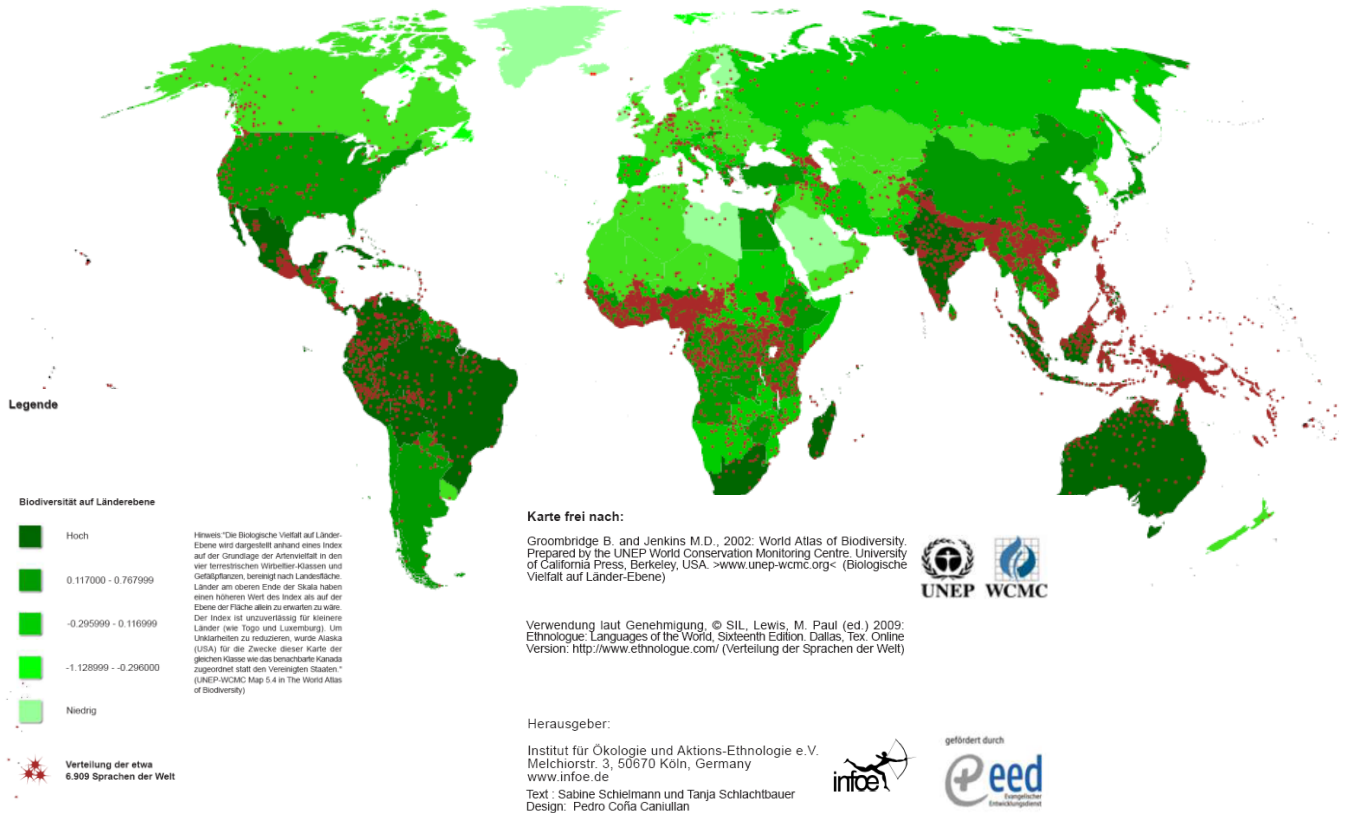 Legende
Biodiversität auf Länderebene
Hoch
0.117000 - 0.767999
-0.295999 - 0.116999
-1.128999 - -0.296000
Niedrig
Verteilung der etwa
6.909 Sprachen der Welt
Hinweis:"Die Biologische Vielfalt auf Länder-
Ebene wird dargestellt anhand eines Index
auf der Grundlage der Artenvielfalt in den
vier terrestrischen Wirbeltier-Klassen und
Gefäßpflanzen, bereinigt nach Landesfläche.
Länder am oberen Ende der Skala haben
einen höheren Wert des Index als auf der
Ebene der Fläche allein zu erwarten zu wäre.
Der Index ist unzuverlässig für kleinere
Länder (wie Togo und Luxemburg). Um
Unklarheiten zu reduzieren, wurde Alaska
(USA) für die Zwecke dieser Karte der
gleichen Klasse wie das benachbarte Kanada
zugeordnet statt den Vereinigten Staaten."
(UNEP-WCMC Map 5.4 in The World Atlas
of Biodiversity)
Karte frei nach:
Groombridge B. and Jenkins M.D., 2002: World Atlas of Biodiversity.
Prepared by the UNEP World Conservation Monitoring Centre. University
of California Press, Berkeley, USA. >www.unep-wcmc.org< (Biologische
Vielfalt auf Länder-Ebene)
UNEP WCMC
Verwendung laut Genehmigung, © SIL, Lewis, M. Paul (ed.) 2009:
Ethnologue: Languages of the World, Sixteenth Edition. Dallas, Tex. Online
Version: http://www.ethnologue.com/ (Verteilung der Sprachen der Welt)
Herausgeber:
Institut für Ökologie und Aktions-Ethnologie e.V.
Melchiorstr. 3, 50670 Köln, Germany
www.infoe.de
Text : Sabine Schielmann und Tanja Schlachtbauer
Design: Pedro Coña Caniullan
infoe
gefördert durch
eed
Evangelischer
Entwicklungsdienst